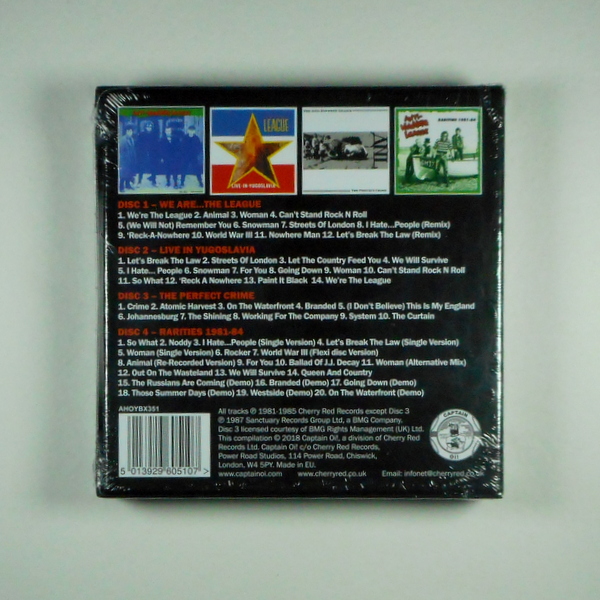 LEAGUE
LIVE IN YUGOSLAVIA
ANTI-
NOWHERE
LEAGUE
RARITIES 1981-84
DISC 1 – WE ARE...THE LEAGUE
1. We're The League 2. Animal 3. Woman 4. Can't Stand Rock N Roll
5. (We Will Not) Remember You 6. Snowman 7. Streets Of London 8. I Hate...People (Remix)
9. 'Reck-A-Nowhere 10. World War III 11. Nowhere Man 12. Let's Break The Law (Remix)
DISC 2 – LIVE IN YUGOSLAVIA
1. Let's Break The Law 2. Streets Of London 3. Let The Country Feed You 4. We Will Survive
5. I Hate... People 6. Snowman 7. For You 8. Going Down 9. Woman 10. Can't Stand Rock N Roll
11. So What 12. 'Reck A Nowhere 13. Paint It Black 14. We're The League
DISC 3 – THE PERFECT CRIME
1. Crime 2. Atomic Harvest 3. On The Waterfront 4. Branded 5. (I Don't Believe) This Is My England
6. Johannesburg 7. The Shining 8. Working For The Company 9. System 10. The Curtain
DISC 4 – RARITIES 1981-84
1. So What 2. Noddy 3. I Hate...People (Single Version) 4. Let's Break The Law (Single Version)
5. Woman (Single Version) 6. Rocker 7. World War III (Flexi disc Version)
8. Animal (Re-Recorded Version) 9. For You 10. Ballad Of J.J. Decay 11. Woman (Alternative Mix)
12. Out On The Wasteland 13. We Will Survive 14. Queen And Country
15. The Russians Are Coming (Demo) 16. Branded (Demo) 17. Going Down (Demo)
18. Those Summer Days (Demo) 19. Westside (Demo) 20. On The Waterfront (Demo)
AHOYBX351
5 013929 605107 >
All tracks ℗ 1981-1985 Cherry Red Records except Disc 3
℗ 1987 Sanctuary Records Group Ltd, a BMG Company.
Disc 3 licensed courtesy of BMG Rights Management (UK) Ltd.
This compilation © 2018 Captain Oi!, a division of Cherry Red
Records Ltd. Captain Oi! c/o Cherry Red Records,
Power Road Studios, 114 Power Road, Chiswick,
London, W4 5PY. Made in EU.
www.captainoi.com www.cherryred.co.uk Email: infonet@cherryred.co
CAPTAIN
OI!